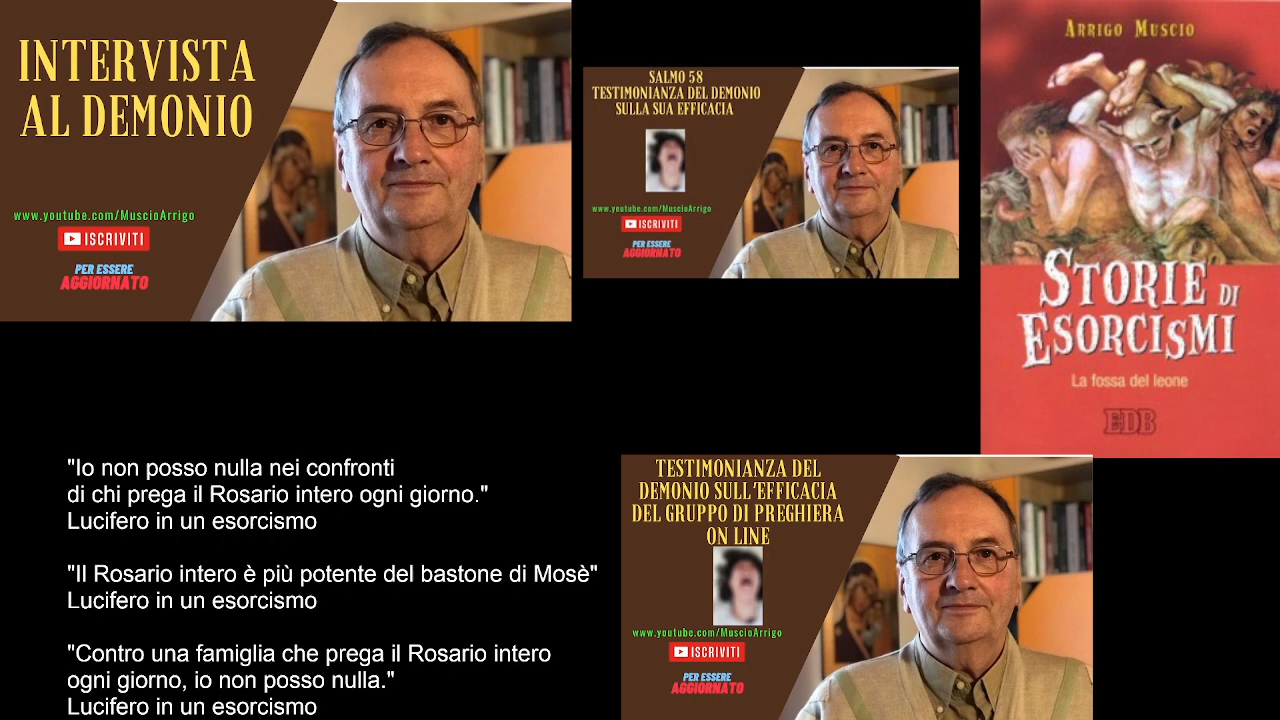 INTERVISTA
AL DEMONIO
www.youtube.com/MuscioArrigo
ISCRIVITI
PER ESSERE
AGGIORNATO
SALMO 58
TESTIMONIANZA DEL DEMONIO
SULLA SUA EFFICACIA
www.youtube.com/MuscioArrigo
ISCRIVITI
PER ESSERE
AGGIORNATO
ARRIGO MUSCIO
STORIE DI
ESORCISMI
La fossa del leone
EDB
"Io non posso nulla nei confronti
di chi prega il Rosario intero ogni giorno."
Lucifero in un esorcismo
"Il Rosario intero è più potente del bastone di Mosè"
Lucifero in un esorcismo
"Contro una famiglia che prega il Rosario intero
ogni giorno, io non posso nulla."
Lucifero in un esorcismo
TESTIMONIANZA DEL
DEMONIO SULL'EFFICACIA
DEL GRUPPO DI PREGHIERA
ON LINE
www.youtube.com/MuscioArrigo
ISCRIVITI
PER ESSERE
AGGIORNATO